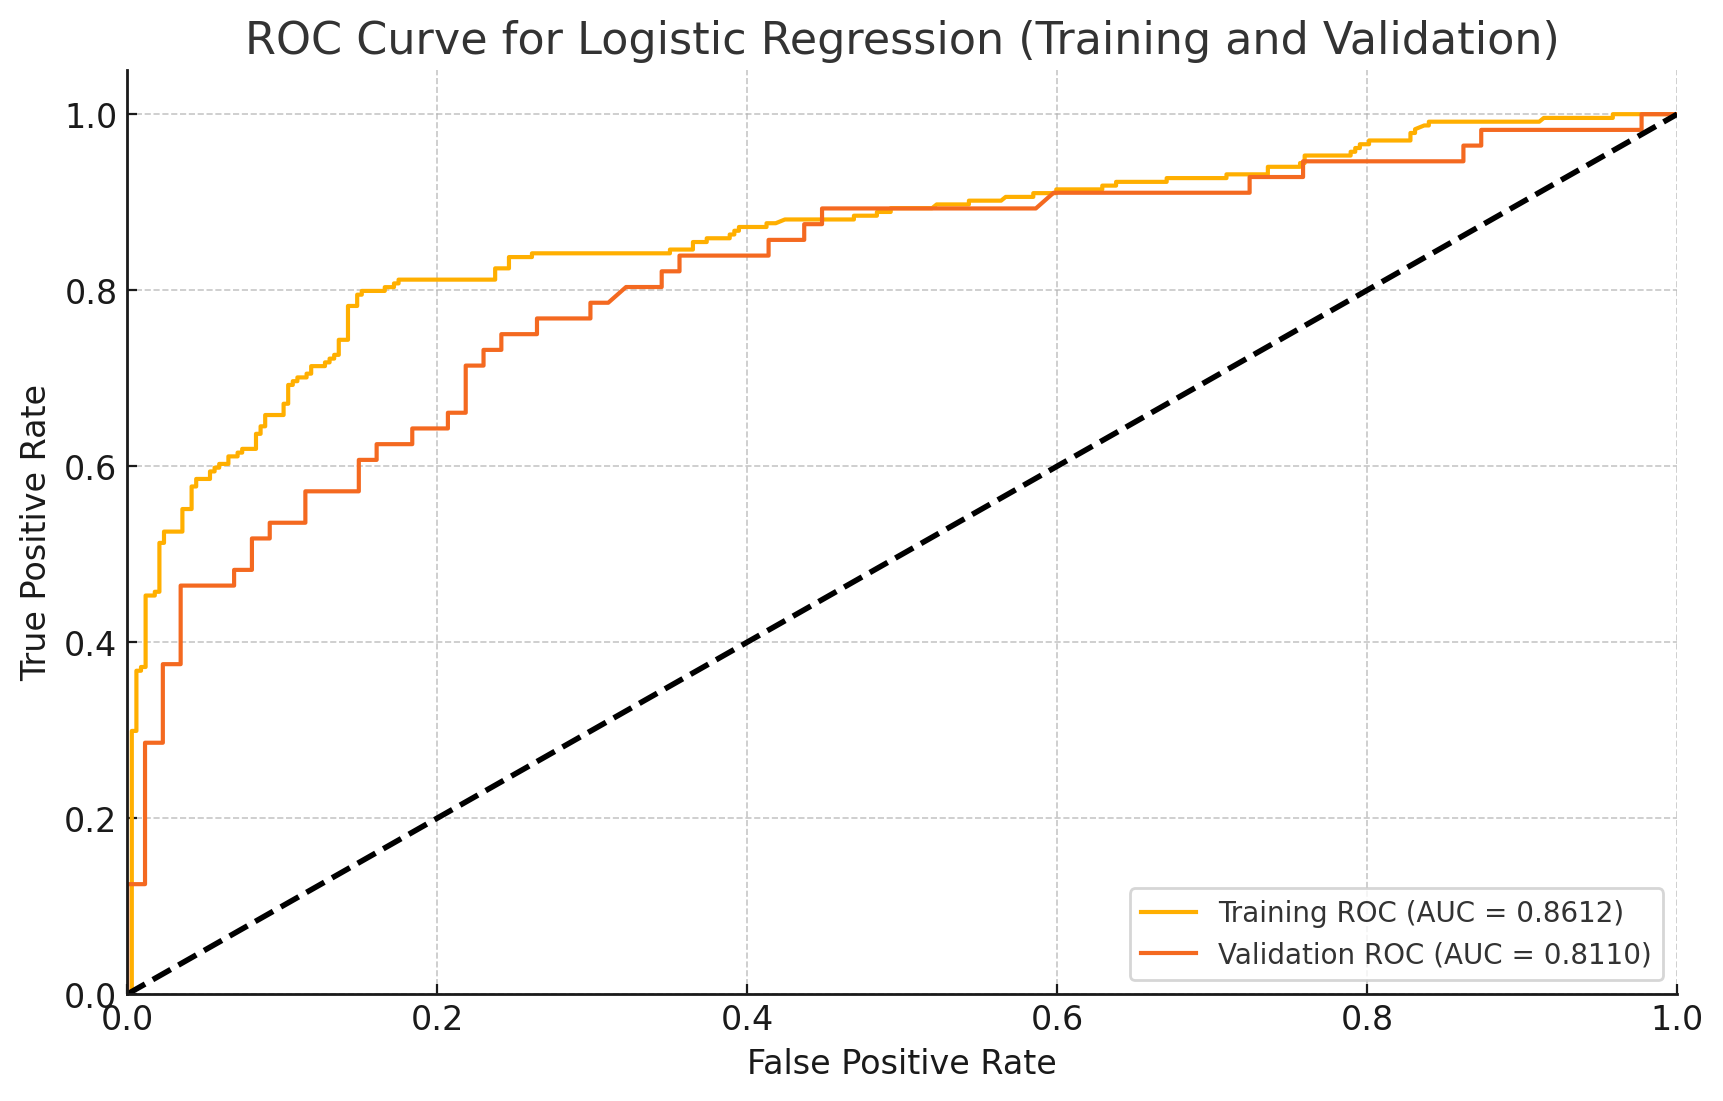 ROC Curve for Logistic Regression (Training and Validation)
True Positive Rate
1.0
0.8
0.6
0.4
0.2
0.0
0.0 0.2 0.4 0.6 0.8 1.0
False Positive Rate
Training ROC (AUC = 0.8612)
Validation ROC (AUC = 0.8110)